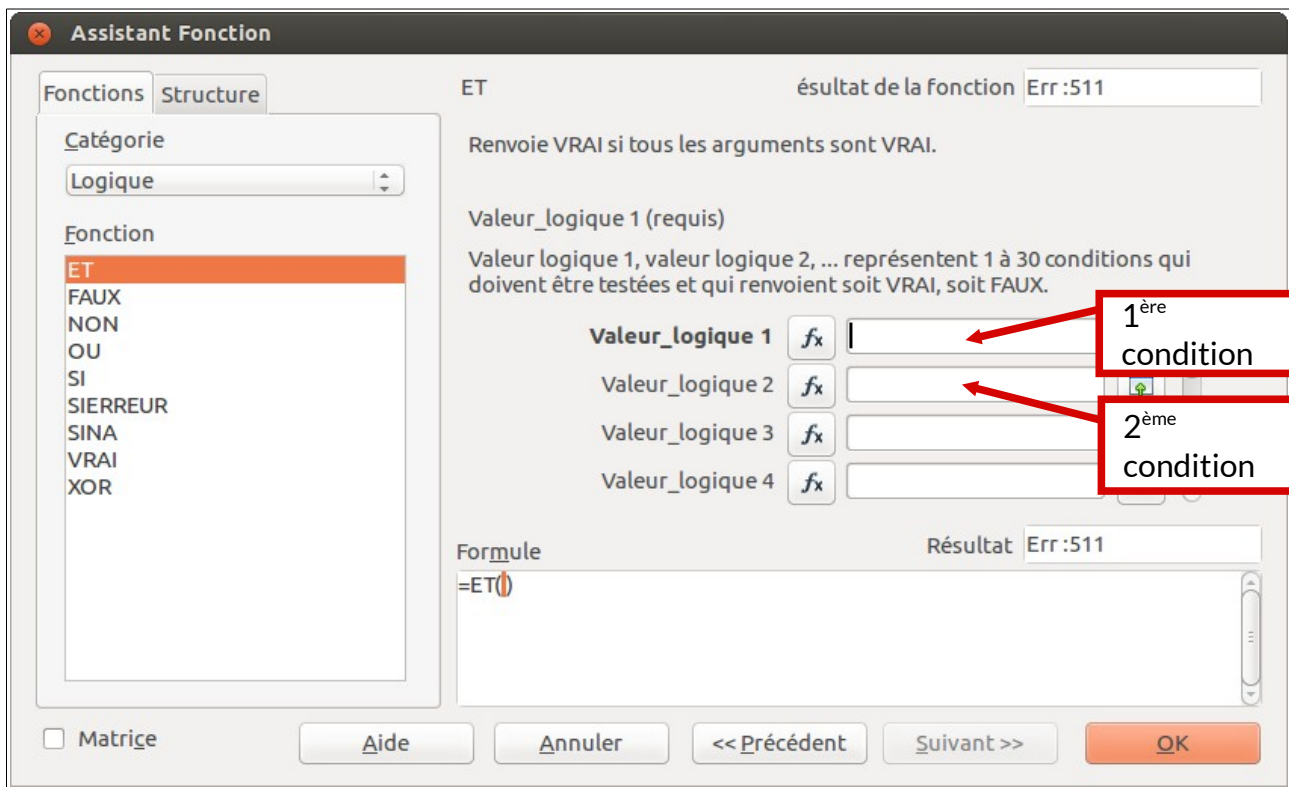 Assistant Fonction
Fonctions Structure
Catégorie
Logique
Fonction
ET
FAUX
NON
OU
SI
SIERREUR
SINA
VRAI
XOR
ET
ésultat de la fonction Err :511
Renvoie VRAI si tous les arguments sont VRAI.
Valeur_logique 1 (requis)
Valeur logique 1, valeur logique 2, ... représentent 1 à 30 conditions qui
doivent être testées et qui renvoient soit VRAI, soit FAUX.
Valeur_logique 1 fx
1ère
condition
Valeur_logique 2 fx
2ème
condition
Valeur_logique 3 fx
Valeur_logique 4 fx
Formule
Résultat Err :511
=ET()
Matrice
Aide
Annuler
<< Précédent
Suivant >>
OK